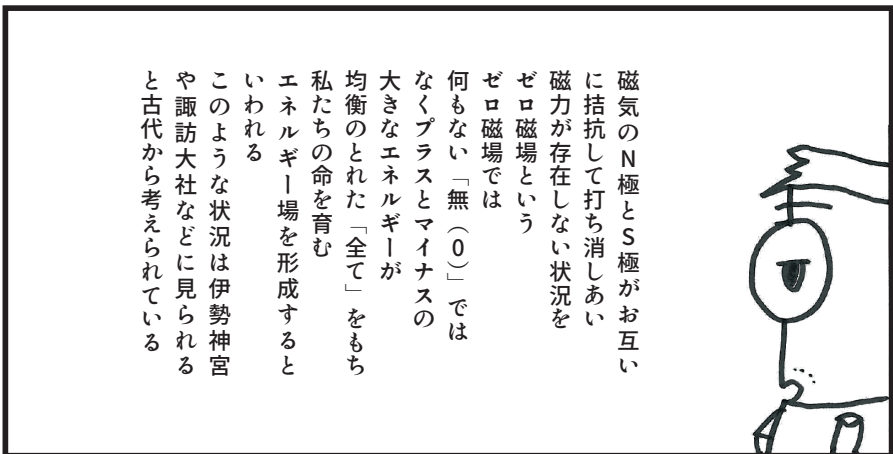 磁気のN極とS極がお互い
に拮抗して打ち消しあい
磁力が存在しない状況を
ゼロ磁場という
ゼロ磁場では
何もない「無（0）」では
なくプラスとマイナスの
大きなエネルギーが
均衡のとれた「全て」をもち
私たちの命を育む
エネルギー場を形成すると
いわれる
このような状況は伊勢神宮
や諏訪大社などに見られる
と古代から考えられている